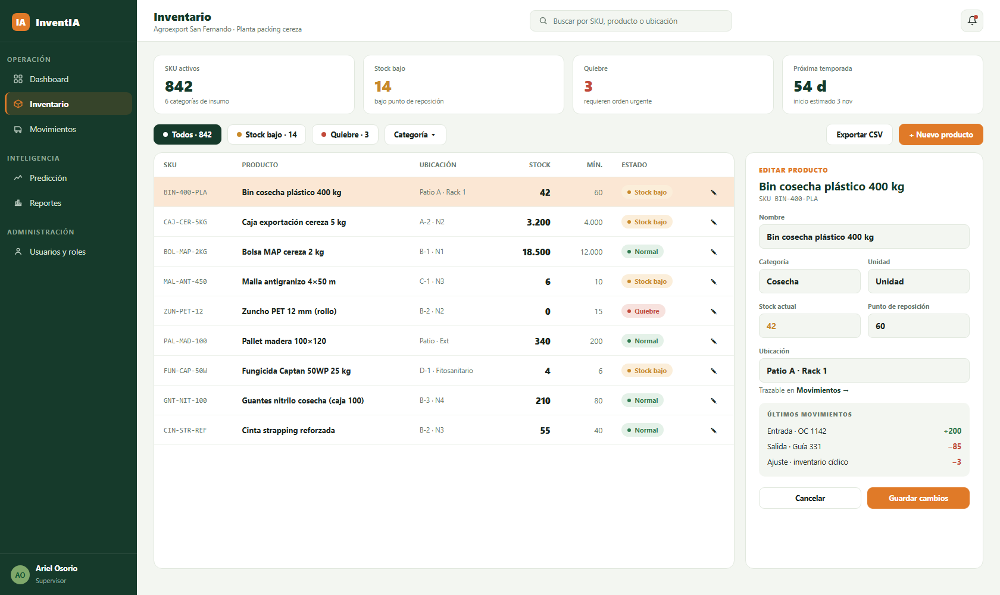 IA InventIA
OPERACIÓN
Dashboard
Inventario
Movimientos
INTELIGENCIA
Predicción
Reportes
ADMINISTRACIÓN
Usuarios y roles
AO
Ariel Osorio
Supervisor
Inventario
Agroexport San Fernando · Planta packing cereza
Buscar por SKU, producto o ubicación
SKU activos
842
6 categorías de insumo
Stock bajo
14
bajo punto de reposición
Quiebre
3
requieren orden urgente
Próxima temporada
54 d
inicio estimado 3 nov
Todos · 842
Stock bajo · 14
Quiebre · 3
Categoría
Exportar CSV
+ Nuevo producto
SKU PRODUCTO UBICACIÓN STOCK MÍN. ESTADO
BIN-400-PLA Bin cosecha plástico 400 kg Patio A · Rack 1 42 60 Stock bajo
CAJ-CER-5KG Caja exportación cereza 5 kg A-2 · N2 3.200 4.000 Stock bajo
BOL-MAP-2KG Bolsa MAP cereza 2 kg B-1 · N1 18.500 12.000 Normal
MAL-ANT-450 Malla antigranizo 4×50 m C-1 · N3 6 10 Stock bajo
ZUN-PET-12 Zuncho PET 12 mm (rollo) B-2 · N2 0 15 Quiebre
PAL-MAD-100 Pallet madera 100×120 Patio · Ext 340 200 Normal
FUN-CAP-50W Fungicida Captan 50WP 25 kg D-1 · Fitosanitario 4 6 Stock bajo
GNT-NIT-100 Guantes nitrilo cosecha (caja 100) B-3 · N4 210 80 Normal
CIN-STR-REF Cinta strapping reforzada B-2 · N3 55 40 Normal
EDITAR PRODUCTO
Bin cosecha plástico 400 kg
SKU BIN-400-PLA
Nombre
Bin cosecha plástico 400 kg
Categoría Unidad
Cosecha Unidad
Stock actual Punto de reposición
42 60
Ubicación
Patio A · Rack 1
Trazable en Movimientos →
ÚLTIMOS MOVIMIENTOS
Entrada · OC 1142 +200
Salida · Guía 331 −85
Ajuste · inventario cíclico −3
Cancelar
Guardar cambios